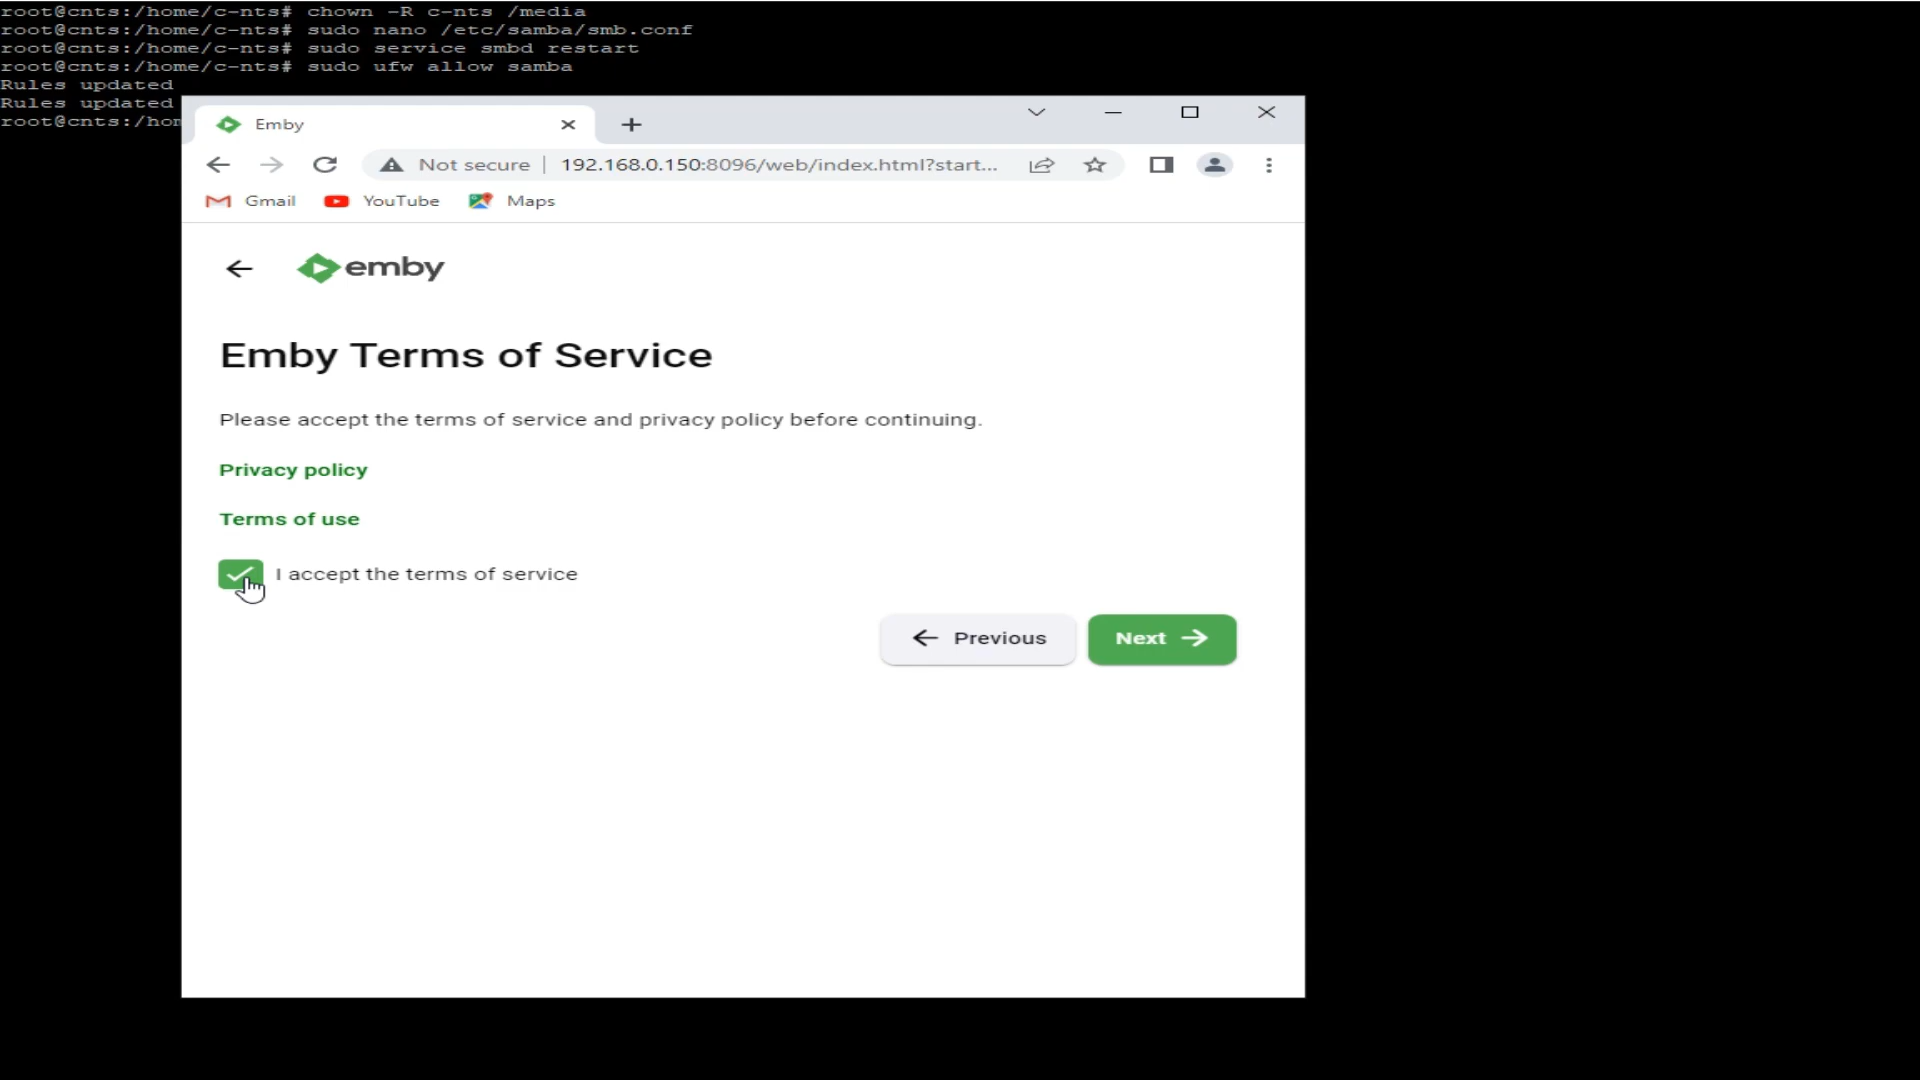 root@cnts:/home/c-nts# chown -R c-nts /media
root@cnts:/home/c-nts# sudo nano /etc/samba/smb.conf
root@cnts:/home/c-nts# sudo service smbd restart
root@cnts:/home/c-nts# sudo ufw allow samba
Rules updated
Rules updated
root@cnts:/hom
Emby
Not secure
192.168.0.150:8096/web/index.html?start...
Gmail
YouTube
Maps
emby
Emby Terms of Service
Please accept the terms of service and privacy policy before continuing.
Privacy policy
Terms of use
I accept the terms of service
Previous
Next